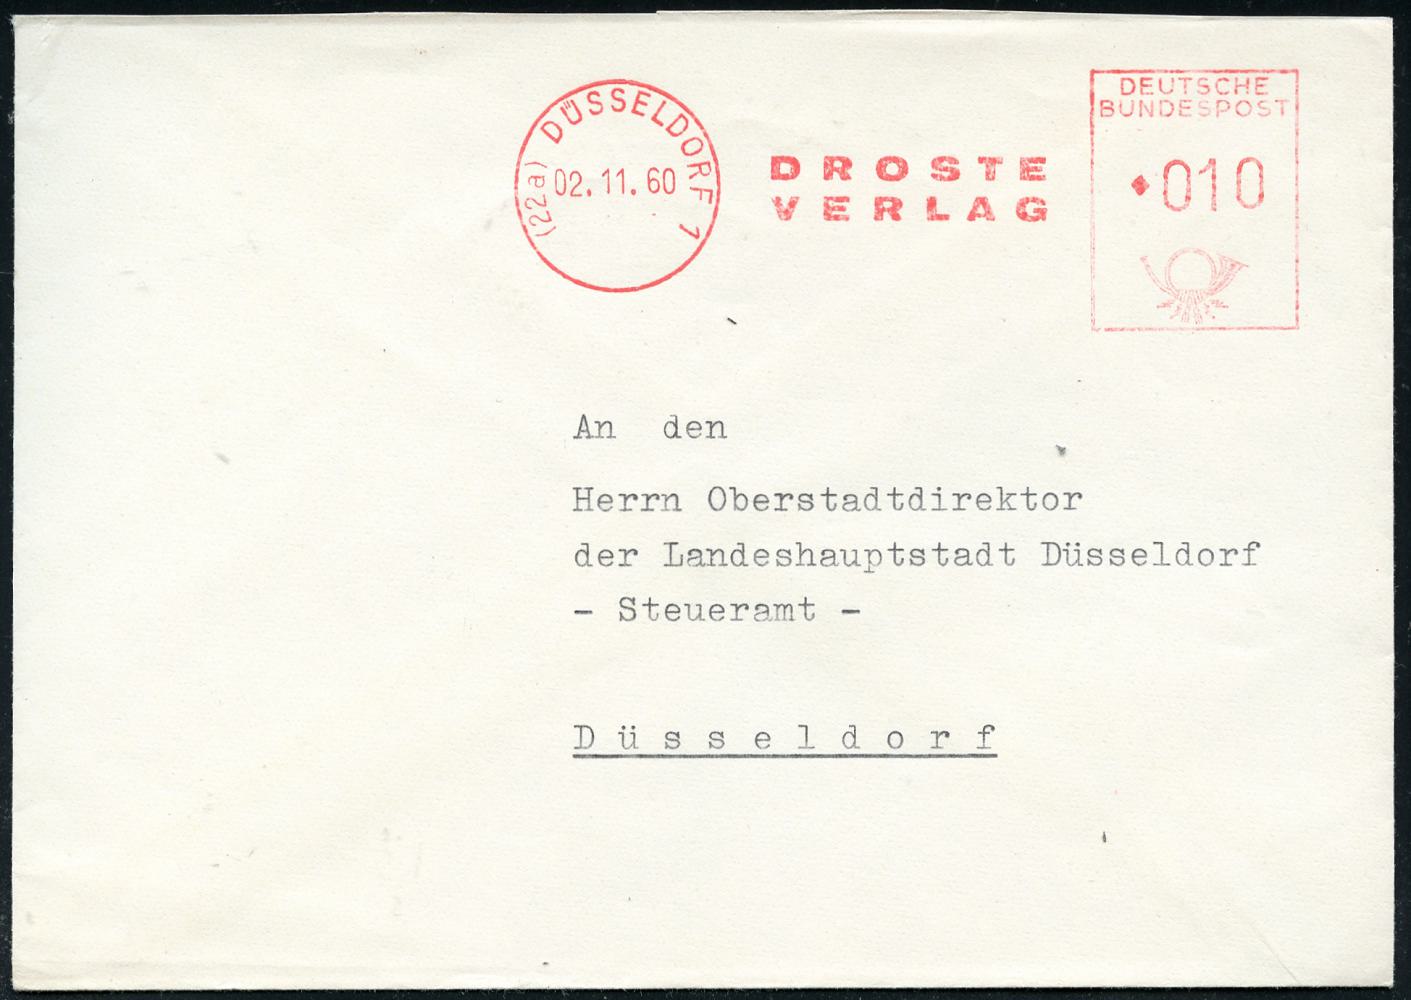 (22a) DÜSSELDORF 1
02.11.60
DROSTE
VERLAG
DEUTSCHE
BUNDESPOST
010
An den
Herrn Oberstadtdirektor
der Landeshauptstadt Düsseldorf
- Steueramt -
D ü s s e l d o r f